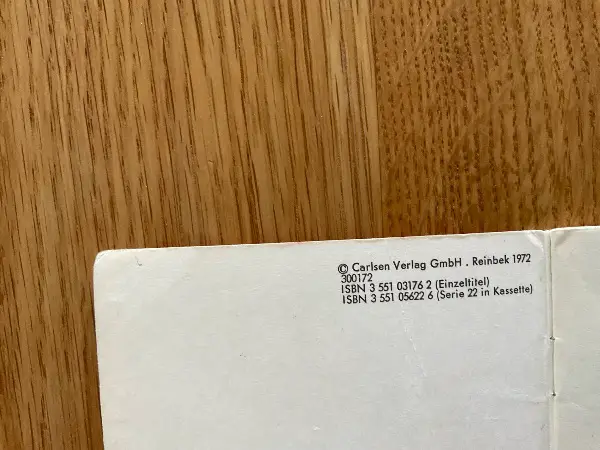 © Carlsen Verlag GmbH . Reinbek 1972
300172
ISBN 3 551 03176 2 (Einzeltitel)
ISBN 3 551 05622 6 (Serie 22 in Kassette)